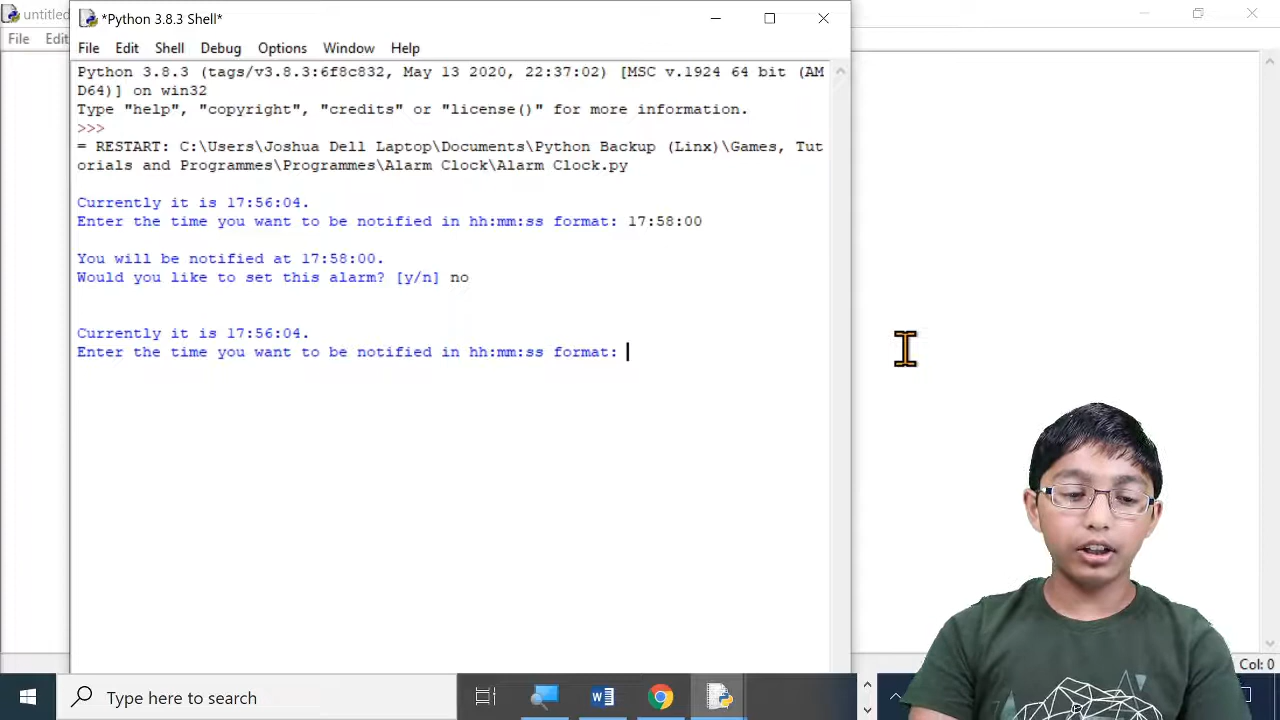 untitled
File Edit
*Python 3.8.3 Shell*
File Edit Shell Debug Options Window Help
Python 3.8.3 (tags/v3.8.3:6f8c832, May 13 2020, 22:37:02) [MSC v.1924 64 bit (AM
D64)] on win32
Type "help", "copyright", "credits" or "license()" for more information.
>>>
= RESTART: C:\Users\Joshua Dell Laptop\Documents\Python Backup (Linx)\Games, Tut
orials and Programmes\Programmes\Alarm Clock\Alarm Clock.py
Currently it is 17:56:04.
Enter the time you want to be notified in hh:mm:ss format: 17:58:00
You will be notified at 17:58:00.
Would you like to set this alarm? [y/n] no
Currently it is 17:56:04.
Enter the time you want to be notified in hh:mm:ss format:
Col: 0
Type here to search